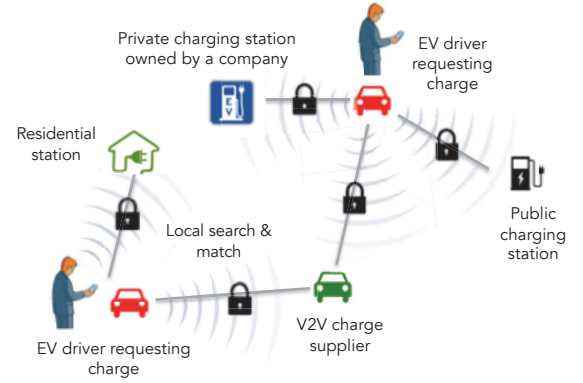 Private charging station
owned by a company
EV driver
requesting
charge
E V
Residential
station
Local search &
match
Public
charging
station
V2V charge
supplier
EV driver requesting
charge